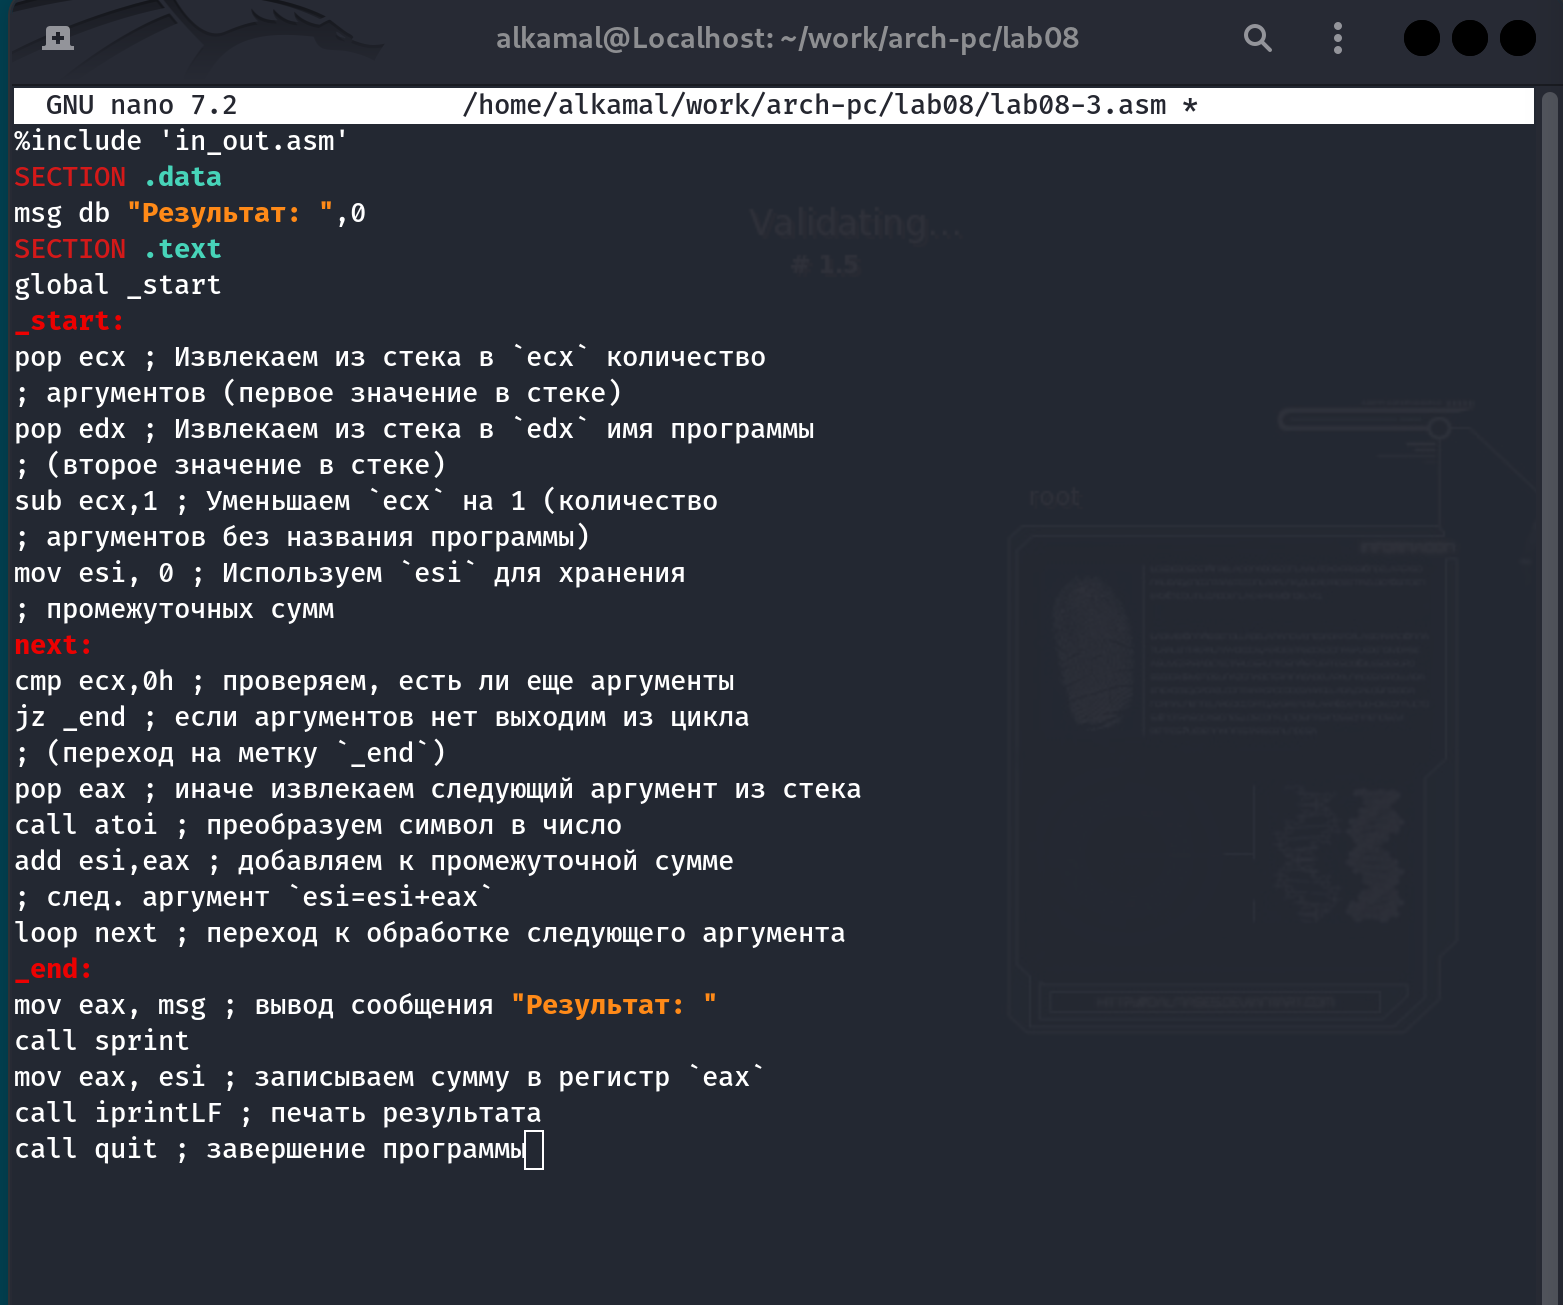 alkamal@Localhost: ~/work/arch-pc/lab08
GNU nano 7.2 /home/alkamal/work/arch-pc/lab08/lab08-3.asm *
%include 'in_out.asm'
SECTION .data
msg db "Результат: ",0
SECTION .text
global _start
_start:
pop ecx ; Извлекаем из стека в `ecx` количество
; аргументов (первое значение в стеке)
pop edx ; Извлекаем из стека в `edx` имя программы
; (второе значение в стеке)
sub ecx,1 ; Уменьшаем `ecx` на 1 (количество
; аргументов без названия программы)
mov esi, 0 ; Используем `esi` для хранения
; промежуточных сумм
next:
cmp ecx,0h ; проверяем, есть ли еще аргументы
jz _end ; если аргументов нет выходим из цикла
; (переход на метку `_end`)
pop eax ; иначе извлекаем следующий аргумент из стека
call atoi ; преобразуем символ в число
add esi,eax ; добавляем к промежуточной сумме
; след. аргумент `esi=esi+eax`
loop next ; переход к обработке следующего аргумента
_end:
mov eax, msg ; вывод сообщения "Результат: "
call sprint
mov eax, esi ; записываем сумму в регистр `eax`
call iprintLF ; печать результата
call quit ; завершение программы
Validating...
# 1.5
root